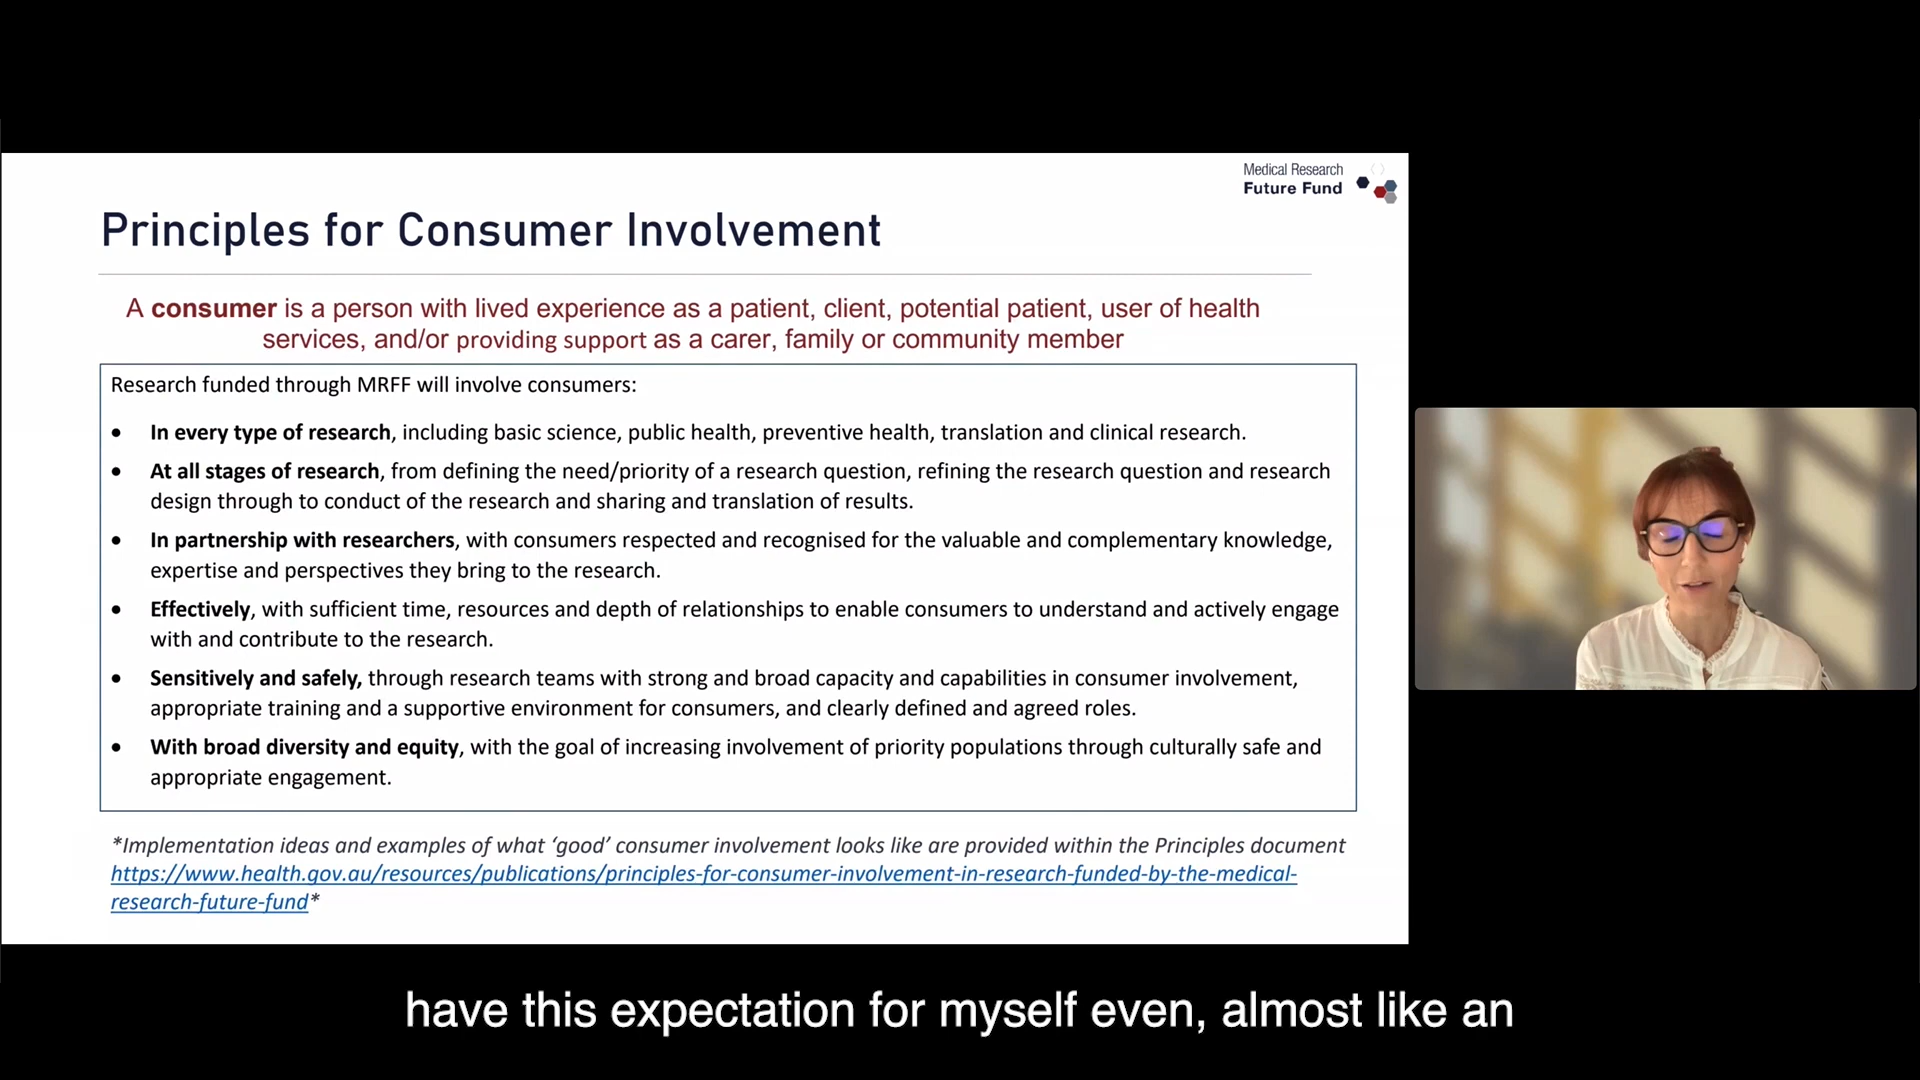 Medical Research
Future Fund
Principles for Consumer Involvement
A consumer is a person with lived experience as a patient, client, potential patient, user of health
services, and/or providing support as a carer, family or community member
Research funded through MRFF will involve consumers:
• In every type of research, including basic science, public health, preventive health, translation and clinical research.
• At all stages of research, from defining the need/priority of a research question, refining the research question and research
design through to conduct of the research and sharing and translation of results.
• In partnership with researchers, with consumers respected and recognised for the valuable and complementary knowledge,
expertise and perspectives they bring to the research.
• Effectively, with sufficient time, resources and depth of relationships to enable consumers to understand and actively engage
with and contribute to the research.
• Sensitively and safely, through research teams with strong and broad capacity and capabilities in consumer involvement,
appropriate training and a supportive environment for consumers, and clearly defined and agreed roles.
• With broad diversity and equity, with the goal of increasing involvement of priority populations through culturally safe and
appropriate engagement.
*Implementation ideas and examples of what ‘good’ consumer involvement looks like are provided within the Principles document
https://www.health.gov.au/resources/publications/principles-for-consumer-involvement-in-research-funded-by-the-medical-
research-future-fund*
have this expectation for myself even, almost like an